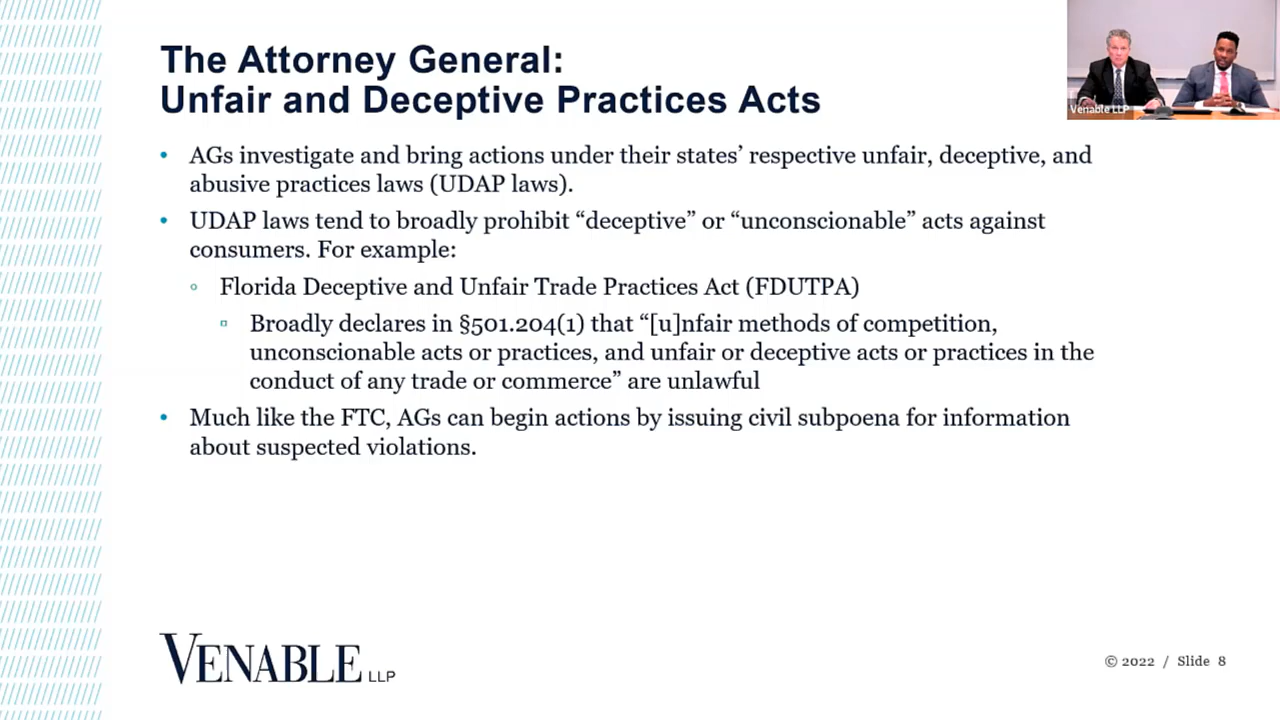 The Attorney General:
Unfair and Deceptive Practices Acts
Venable LLP
• AGs investigate and bring actions under their states’ respective unfair, deceptive, and
abusive practices laws (UDAP laws).
• UDAP laws tend to broadly prohibit “deceptive” or “unconscionable” acts against
consumers. For example:
◦ Florida Deceptive and Unfair Trade Practices Act (FDUTPA)
▫ Broadly declares in §501.204(1) that “[u]nfair methods of competition,
unconscionable acts or practices, and unfair or deceptive acts or practices in the
conduct of any trade or commerce” are unlawful
• Much like the FTC, AGs can begin actions by issuing civil subpoena for information
about suspected violations.
VENABLE LLP
© 2022 / Slide 8